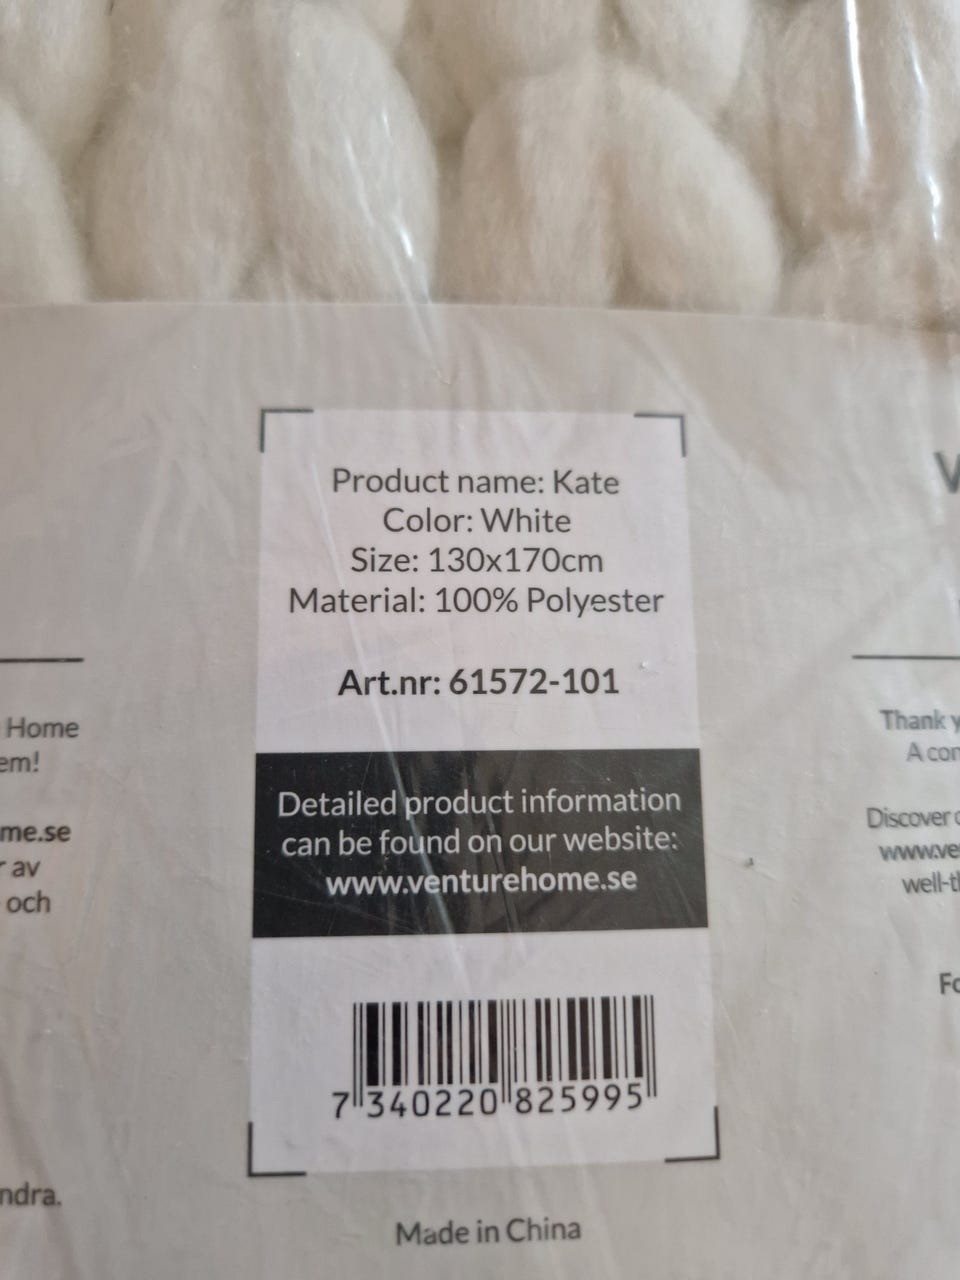 Product name: Kate
Color: White
Size: 130x170cm
Material: 100% Polyester
Art.nr: 61572-101
Detailed product information
can be found on our website:
www.venturehome.se
7 340220 825995
Made in China
Home
em!
me.se
r av
och
ndra.
V
Thank y
A con
Discover
www.ve
well-t
Fo